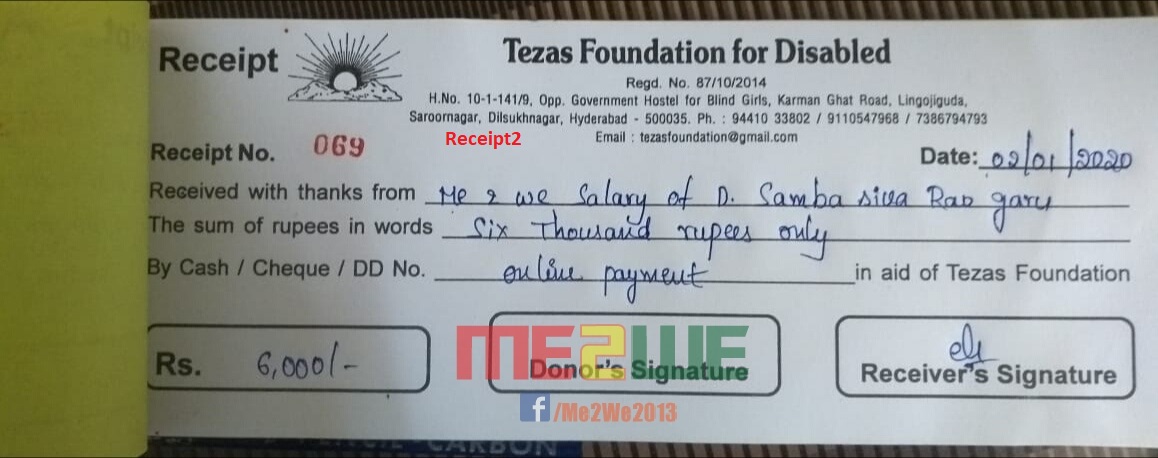 Receipt
Tezas Foundation for Disabled
Regd. No. 87/10/2014
H.No. 10-1-141/9, Opp. Government Hostel for Blind Girls, Karman Ghat Road, Lingojiguda,
Saroornagar, Dilsukhnagar, Hyderabad - 500035. Ph. : 94410 33802 / 9110547968 / 7386794793
Receipt2 Email : tezasfoundation@gmail.com
Receipt No. 069 Date: 02/01/2020
Received with thanks from Me 2 we Salary of D. Samba siva Rao garu
The sum of rupees in words Six Thousand rupees only
By Cash / Cheque / DD No. online payment in aid of Tezas Foundation
ME2WE
Rs. 6,000/- Donor's Signature Receiver's Signature
f /Me2We2013
PENCIL CARBON